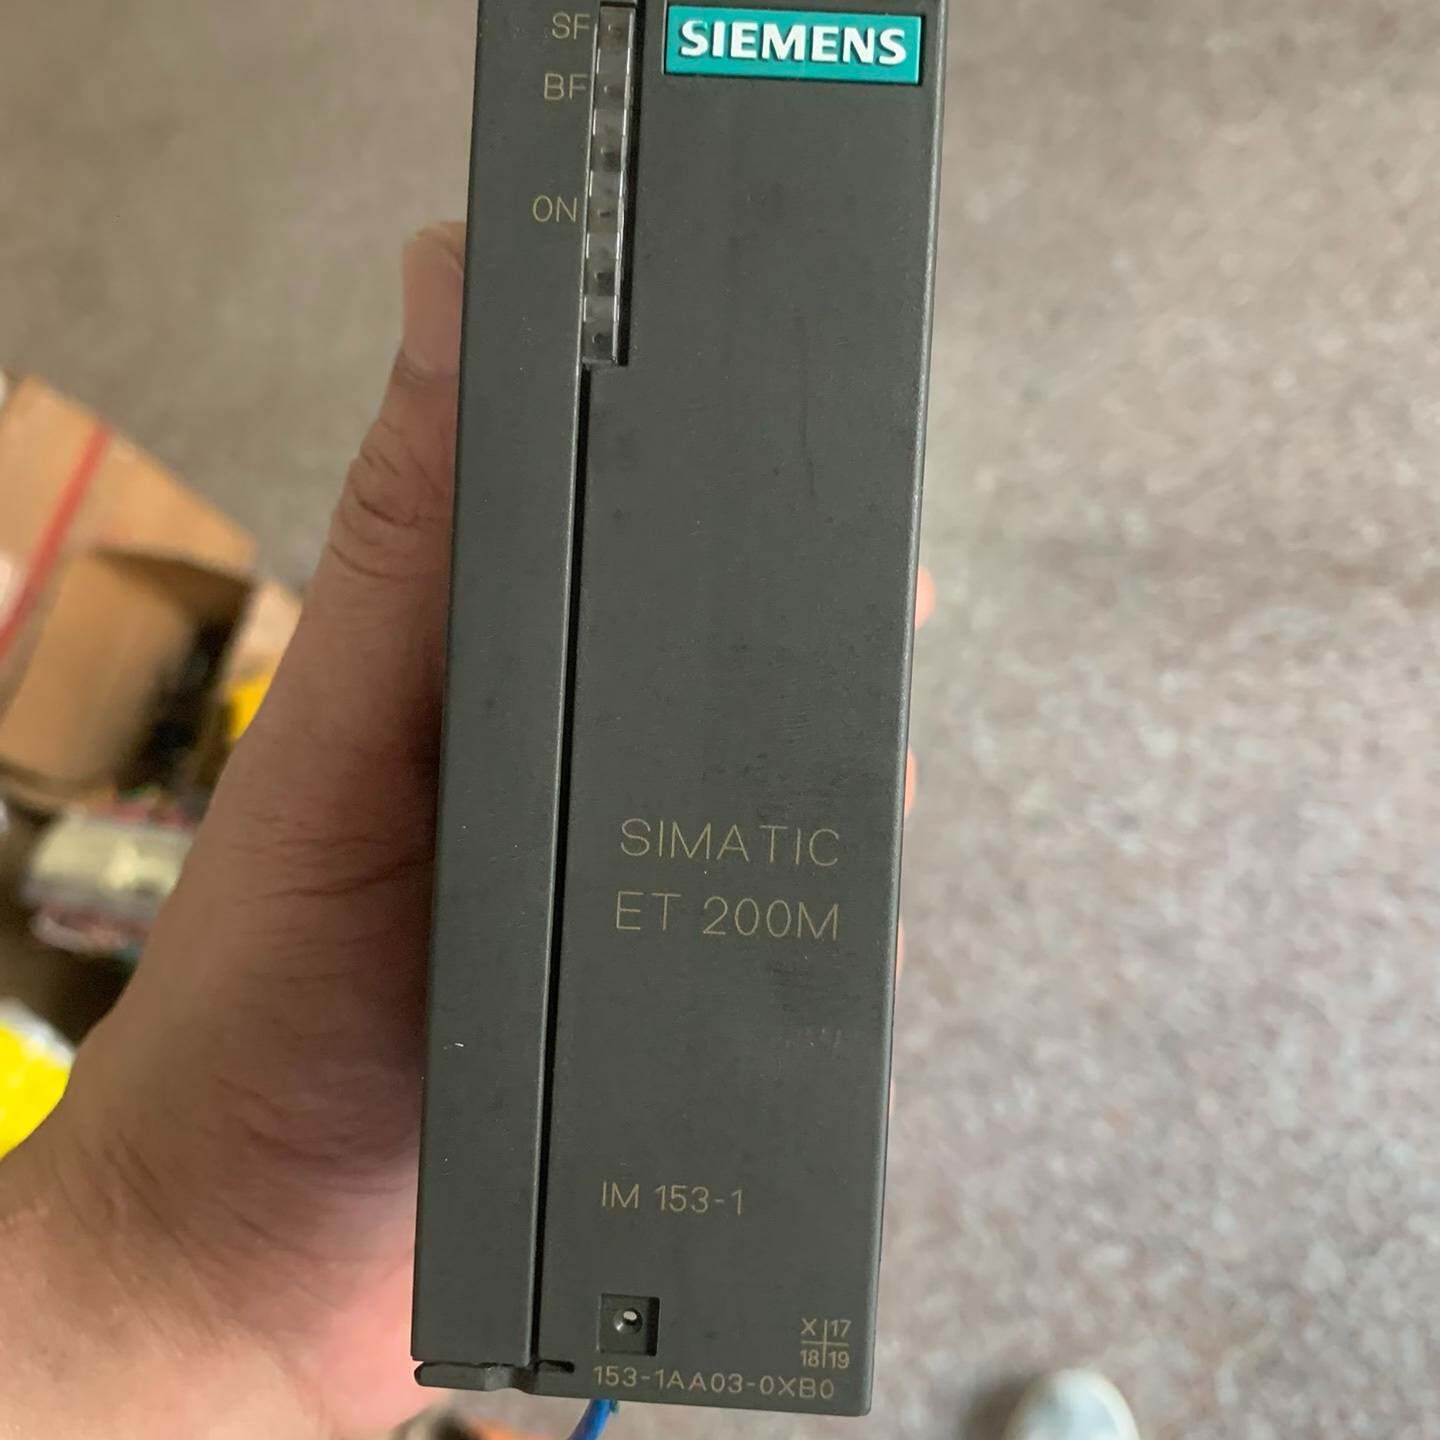 SF
SIEMENS
BF
ON
SIMATIC
ET 200M
IM 153-1
X 17
18 19
153-1AA03-0XB0